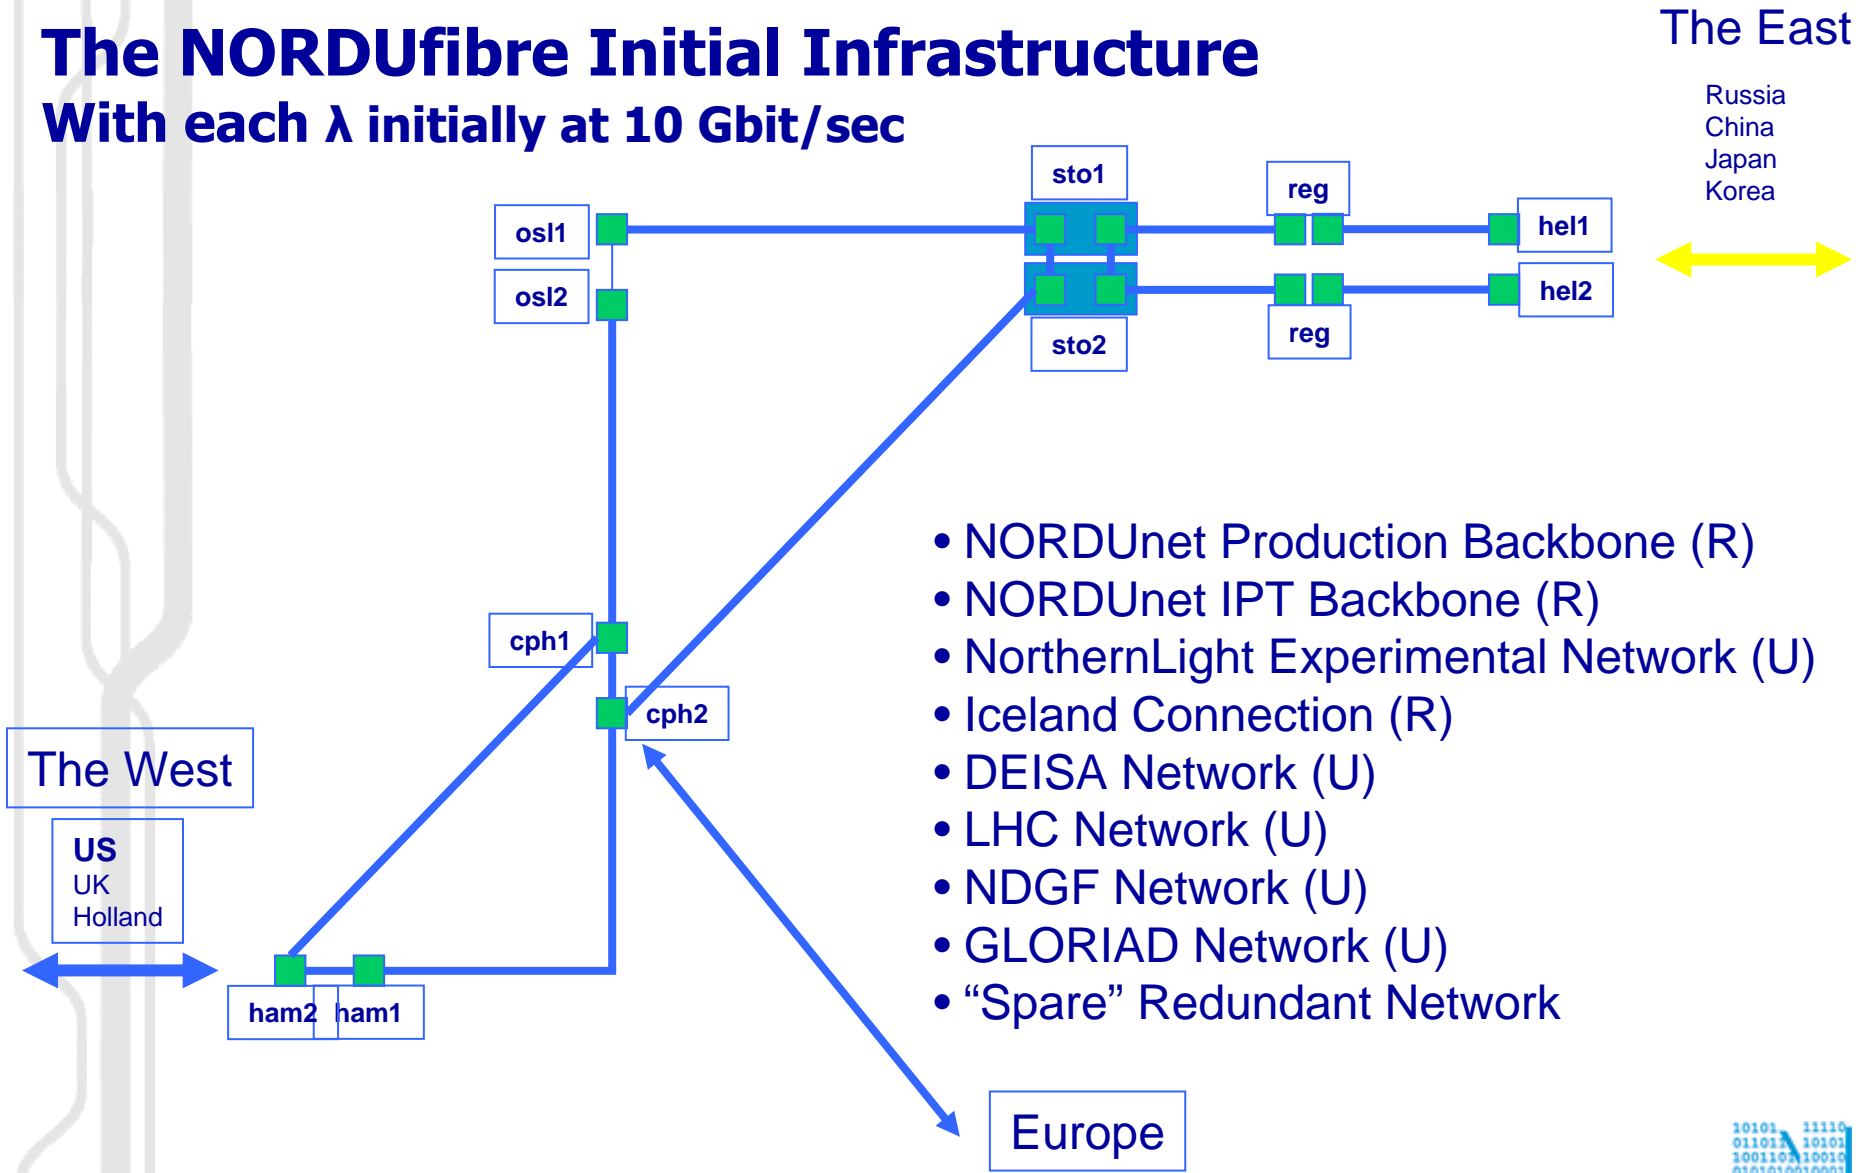 The NORDUfibre Initial Infrastructure
With each λ initially at 10 Gbit/sec
The East
Russia
China
Japan
Korea
sto1
reg
osl1
hel1
osl2
hel2
sto2
reg
cph1
cph2
• NORDUnet Production Backbone (R)
• NORDUnet IPT Backbone (R)
• NorthernLight Experimental Network (U)
• Iceland Connection (R)
• DEISA Network (U)
• LHC Network (U)
• NDGF Network (U)
• GLORIAD Network (U)
• “Spare” Redundant Network
The West
US
UK
Holland
ham2
ham1
Europe